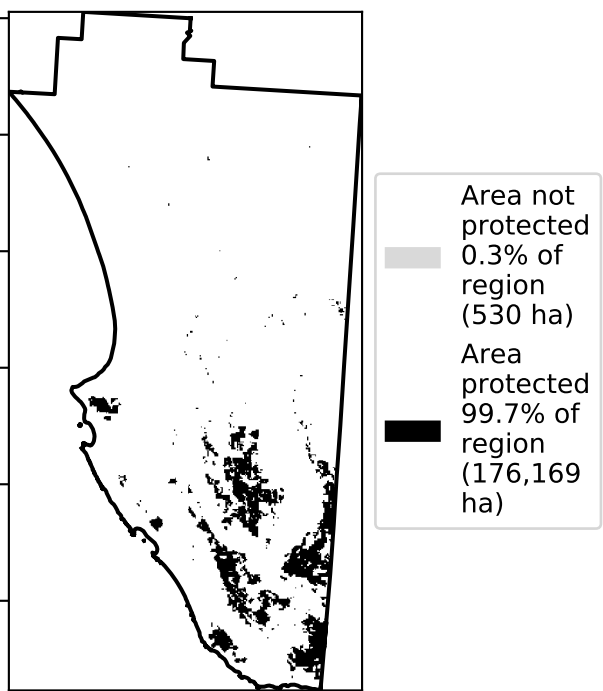 Area not
protected
0.3% of
region
(530 ha)
Area
protected
99.7% of
region
(176,169
ha)